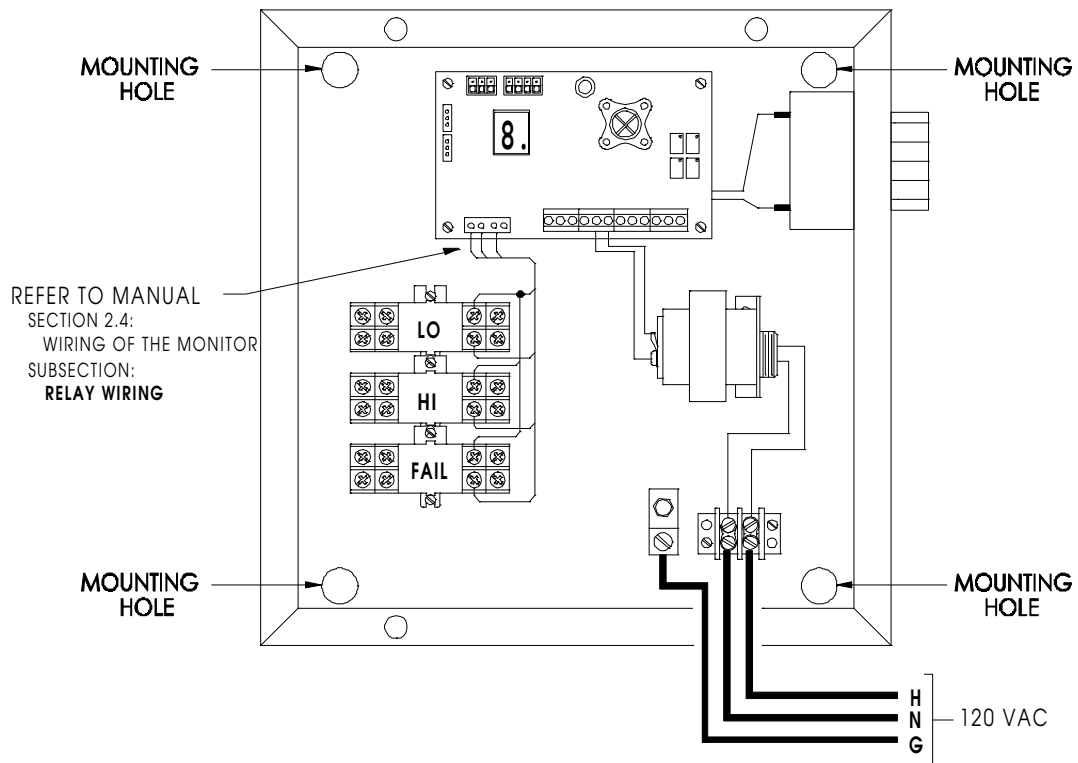 MOUNTING
HOLE
MOUNTING
HOLE
8.
REFER TO MANUAL
SECTION 2.4:
WIRING OF THE MONITOR
SUBSECTION:
RELAY WIRING
LO
HI
FAIL
MOUNTING
HOLE
MOUNTING
HOLE
H
N
G
120 VAC